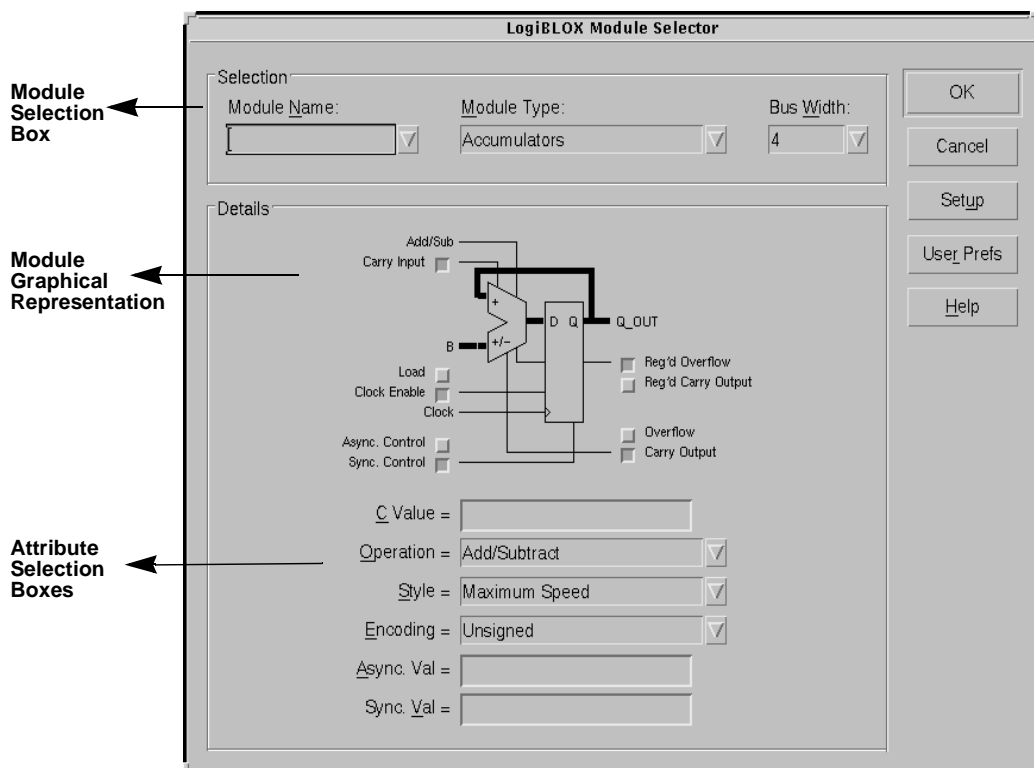 LogiBLOX Module Selector
Module
Selection
Box
Selection
Module Name:
Module Type:
Bus Width:
Accumulators
4
OK
Cancel
Setup
User Prefs
Help
Module
Graphical
Representation
Details
Add/Sub
Carry Input
+
D Q
Q_OUT
B
+/−
Load
Clock Enable
Clock
Reg'd Overflow
Reg'd Carry Output
Async. Control
Sync. Control
Overflow
Carry Output
Attribute
Selection
Boxes
C Value =
Operation = Add/Subtract
Style = Maximum Speed
Encoding = Unsigned
Async. Val =
Sync. Val =